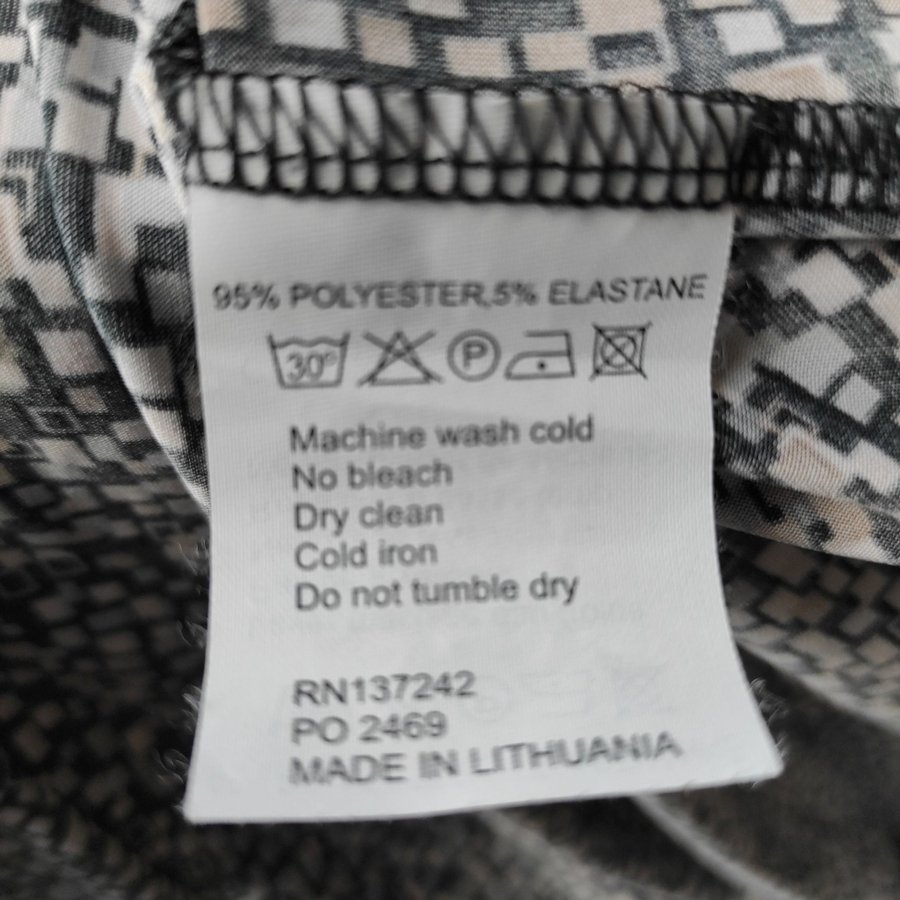 95% POLYESTER,5% ELASTANE
30° P
Machine wash cold
No bleach
Dry clean
Cold iron
Do not tumble dry
RN137242
PO 2469
MADE IN LITHUANIA